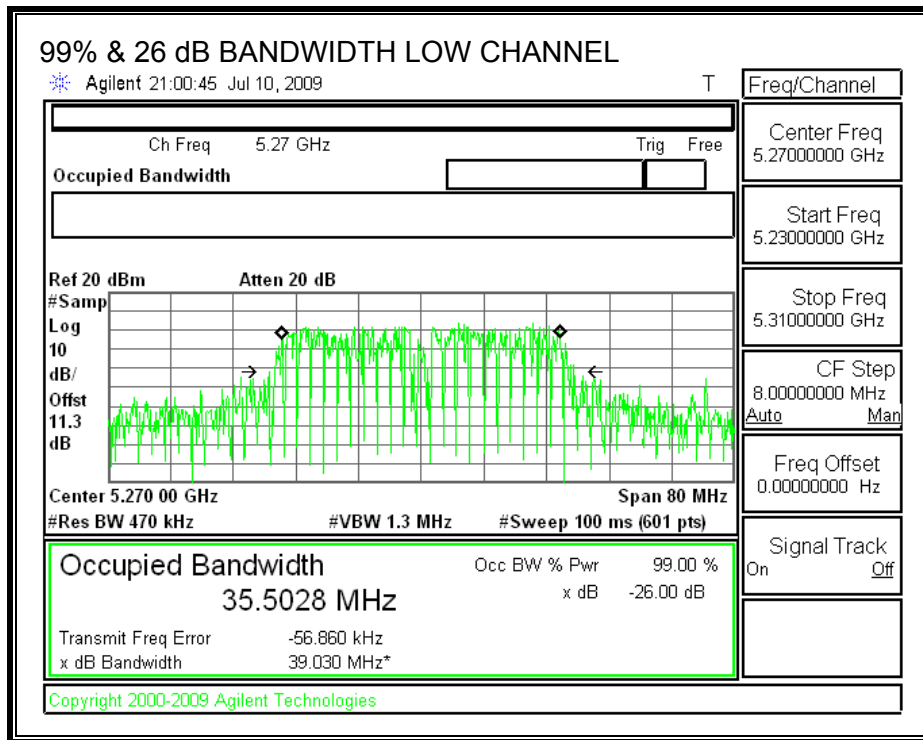 99% & 26 dB BANDWIDTH LOW CHANNEL
Agilent 21:00:45 Jul 10, 2009 T
Freq/Channel
Ch Freq 5.27 GHz Trig Free
Occupied Bandwidth
Center Freq
5.27000000 GHz
Start Freq
5.23000000 GHz
Stop Freq
5.31000000 GHz
CF Step
8.00000000 MHz
Auto Man
Freq Offset
0.00000000 Hz
Signal Track
On Off
Ref 20 dBm Atten 20 dB
#Samp
Log
10
dB/
Offst
11.3
dB
Center 5.270 00 GHz Span 80 MHz
#Res BW 470 kHz #VBW 1.3 MHz #Sweep 100 ms (601 pts)
Occupied Bandwidth
35.5028 MHz
Occ BW % Pwr 99.00 %
x dB -26.00 dB
Transmit Freq Error -56.860 kHz
x dB Bandwidth 39.030 MHz*
Copyright 2000-2009 Agilent Technologies